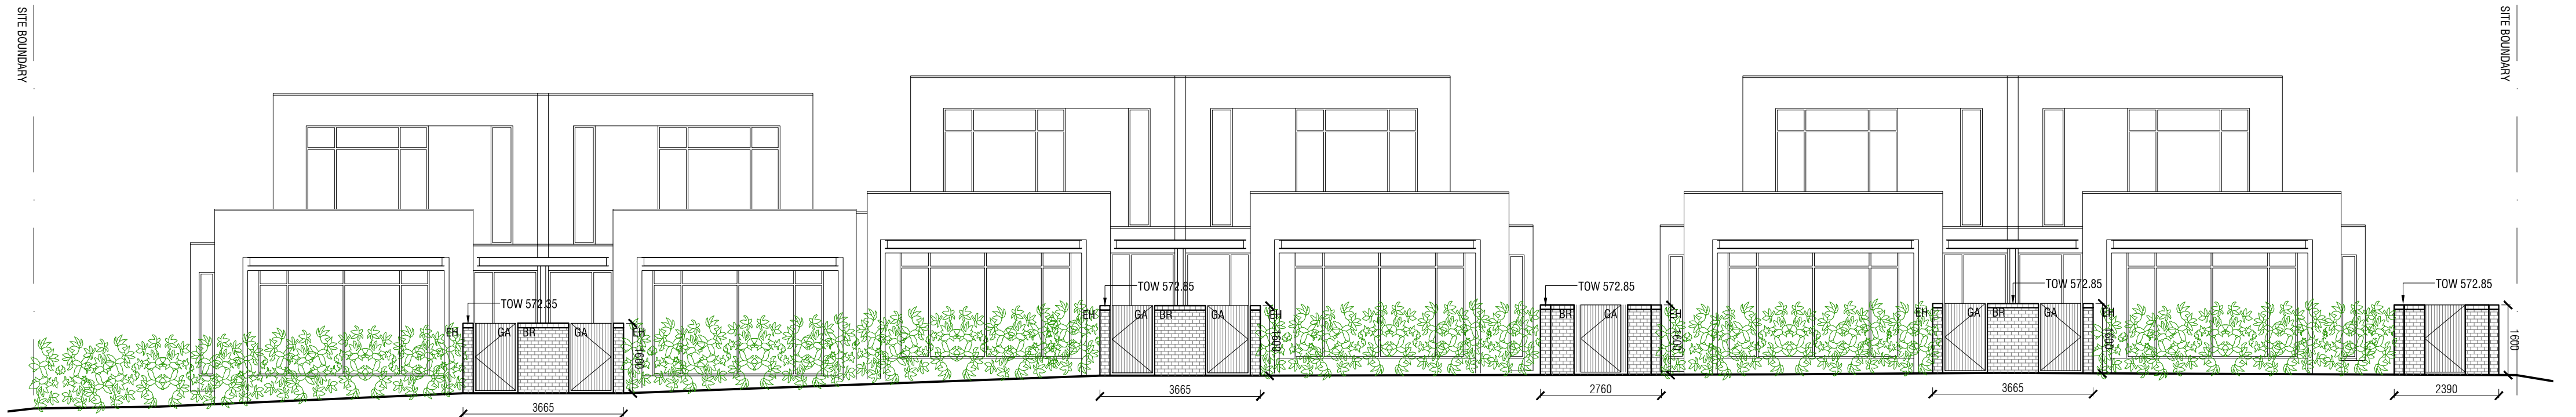 SITE BOUNDARY
SITE BOUNDARY
TOW 572.35
EH
GA
BR
GA
EH
1600
3665
TOW 572.85
EH
GA
BR
GA
EH
1600
3665
TOW 572.85
BR
GA
EH
1600
2760
TOW 572.85
EH
GA
BR
GA
EH
1600
3665
TOW 572.85
1600
2390